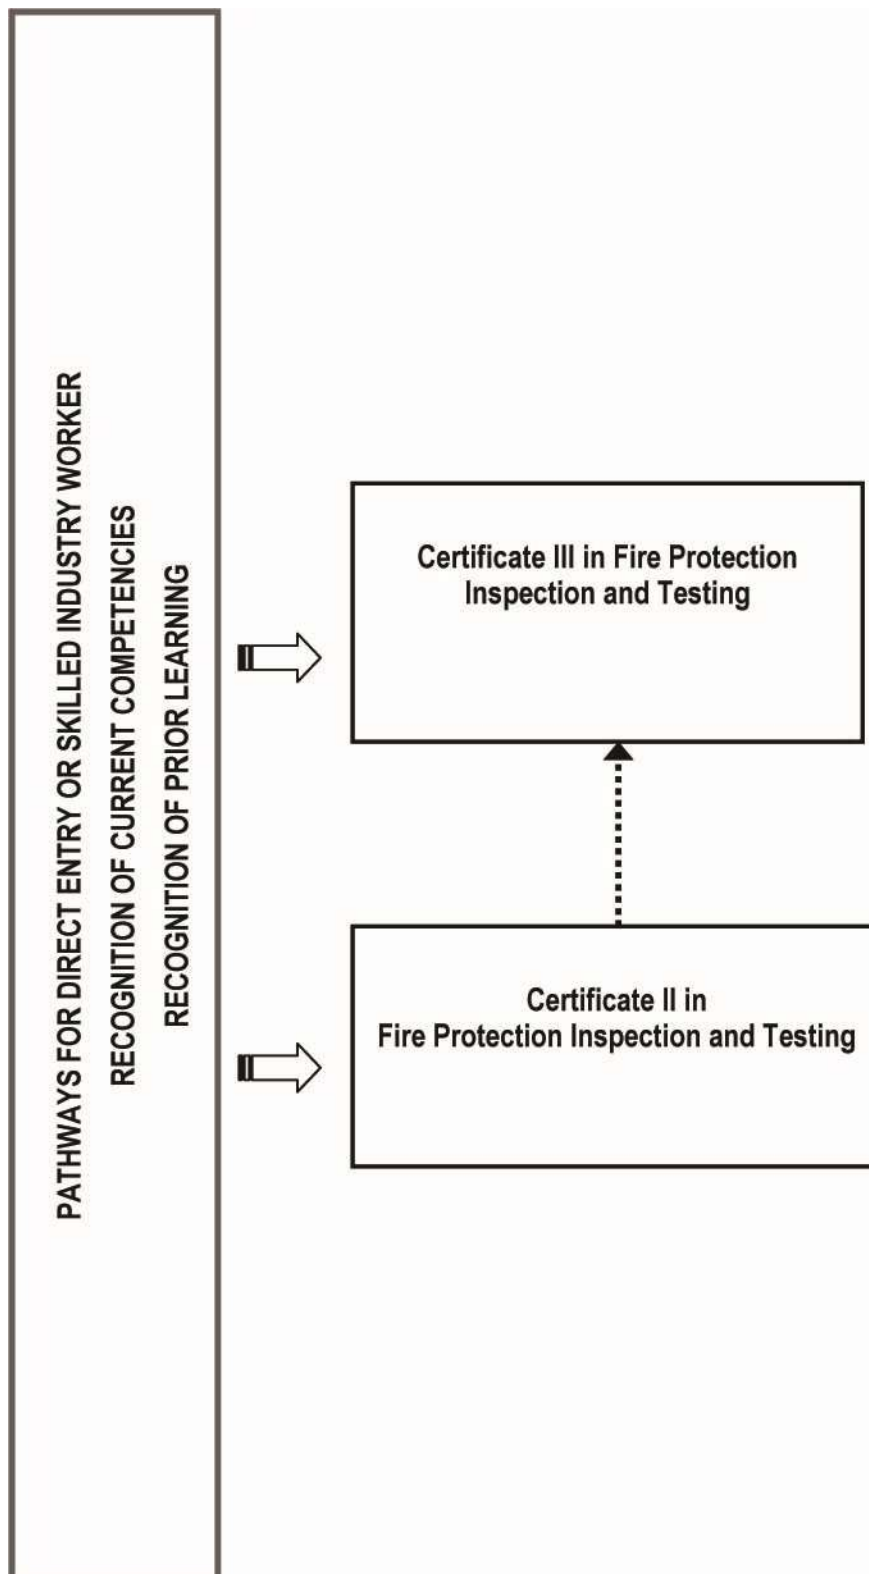 PATHWAYS FOR DIRECT ENTRY OR SKILLED INDUSTRY WORKER
RECOGNITION OF CURRENT COMPETENCIES
RECOGNITION OF PRIOR LEARNING
Certificate III in Fire Protection
Inspection and Testing
Certificate II in
Fire Protection Inspection and Testing